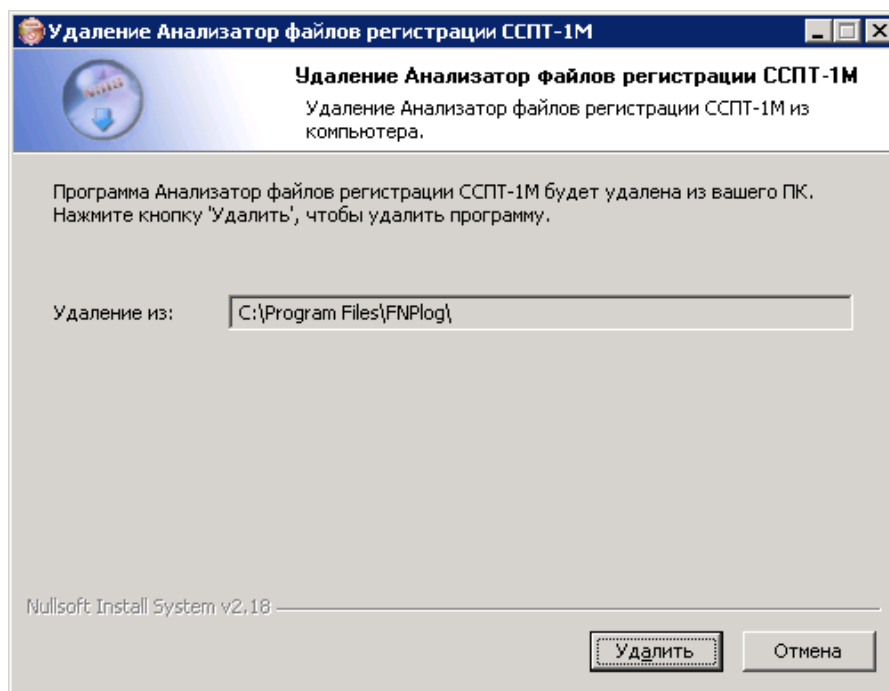 Удаление Анализатор файлов регистрации ССПТ-1М
Удаление Анализатор файлов регистрации ССПТ-1М
Удаление Анализатор файлов регистрации ССПТ-1М из
компьютера.
Программа Анализатор файлов регистрации ССПТ-1М будет удалена из вашего ПК.
Нажмите кнопку 'Удалить', чтобы удалить программу.
Удаление из: C:\Program Files\FNPlog\
Nullsoft Install System v2.18
Удалить Отмена